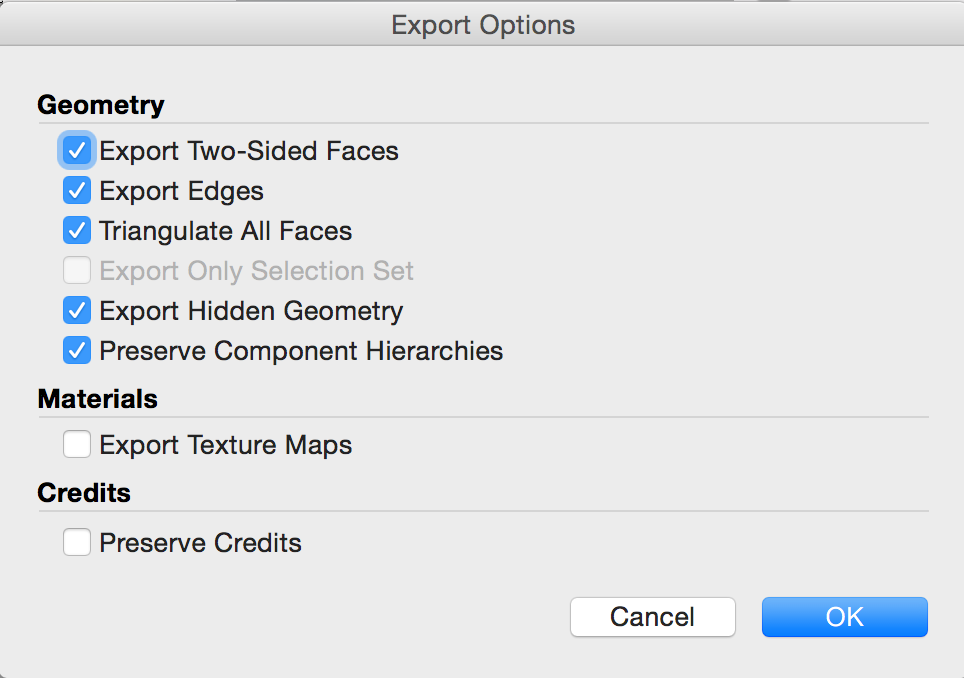 Export Options
Geometry
Export Two-Sided Faces
Export Edges
Triangulate All Faces
Export Only Selection Set
Export Hidden Geometry
Preserve Component Hierarchies
Materials
Export Texture Maps
Credits
Preserve Credits
Cancel OK